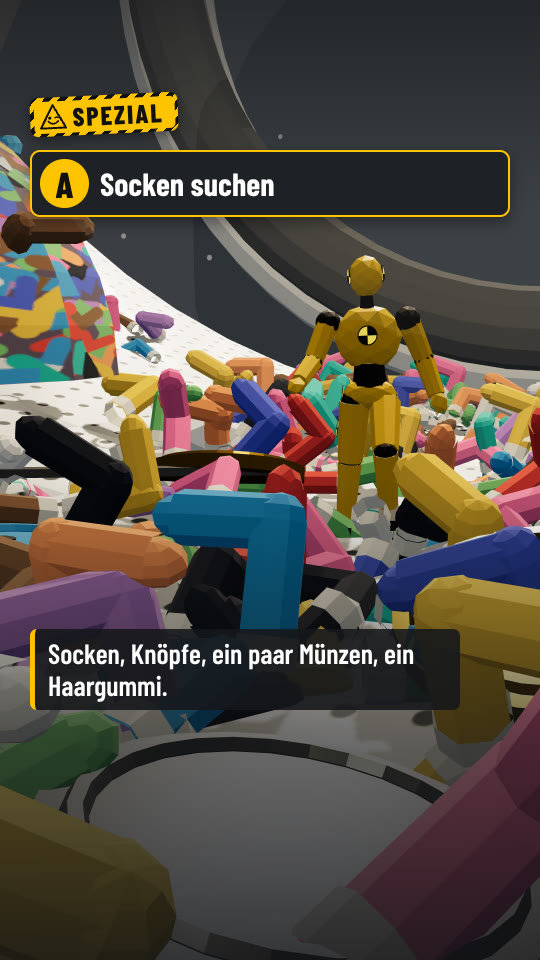 SPEZIAL
A Socken suchen
Socken, Knöpfe, ein paar Münzen, ein
Haargummi.